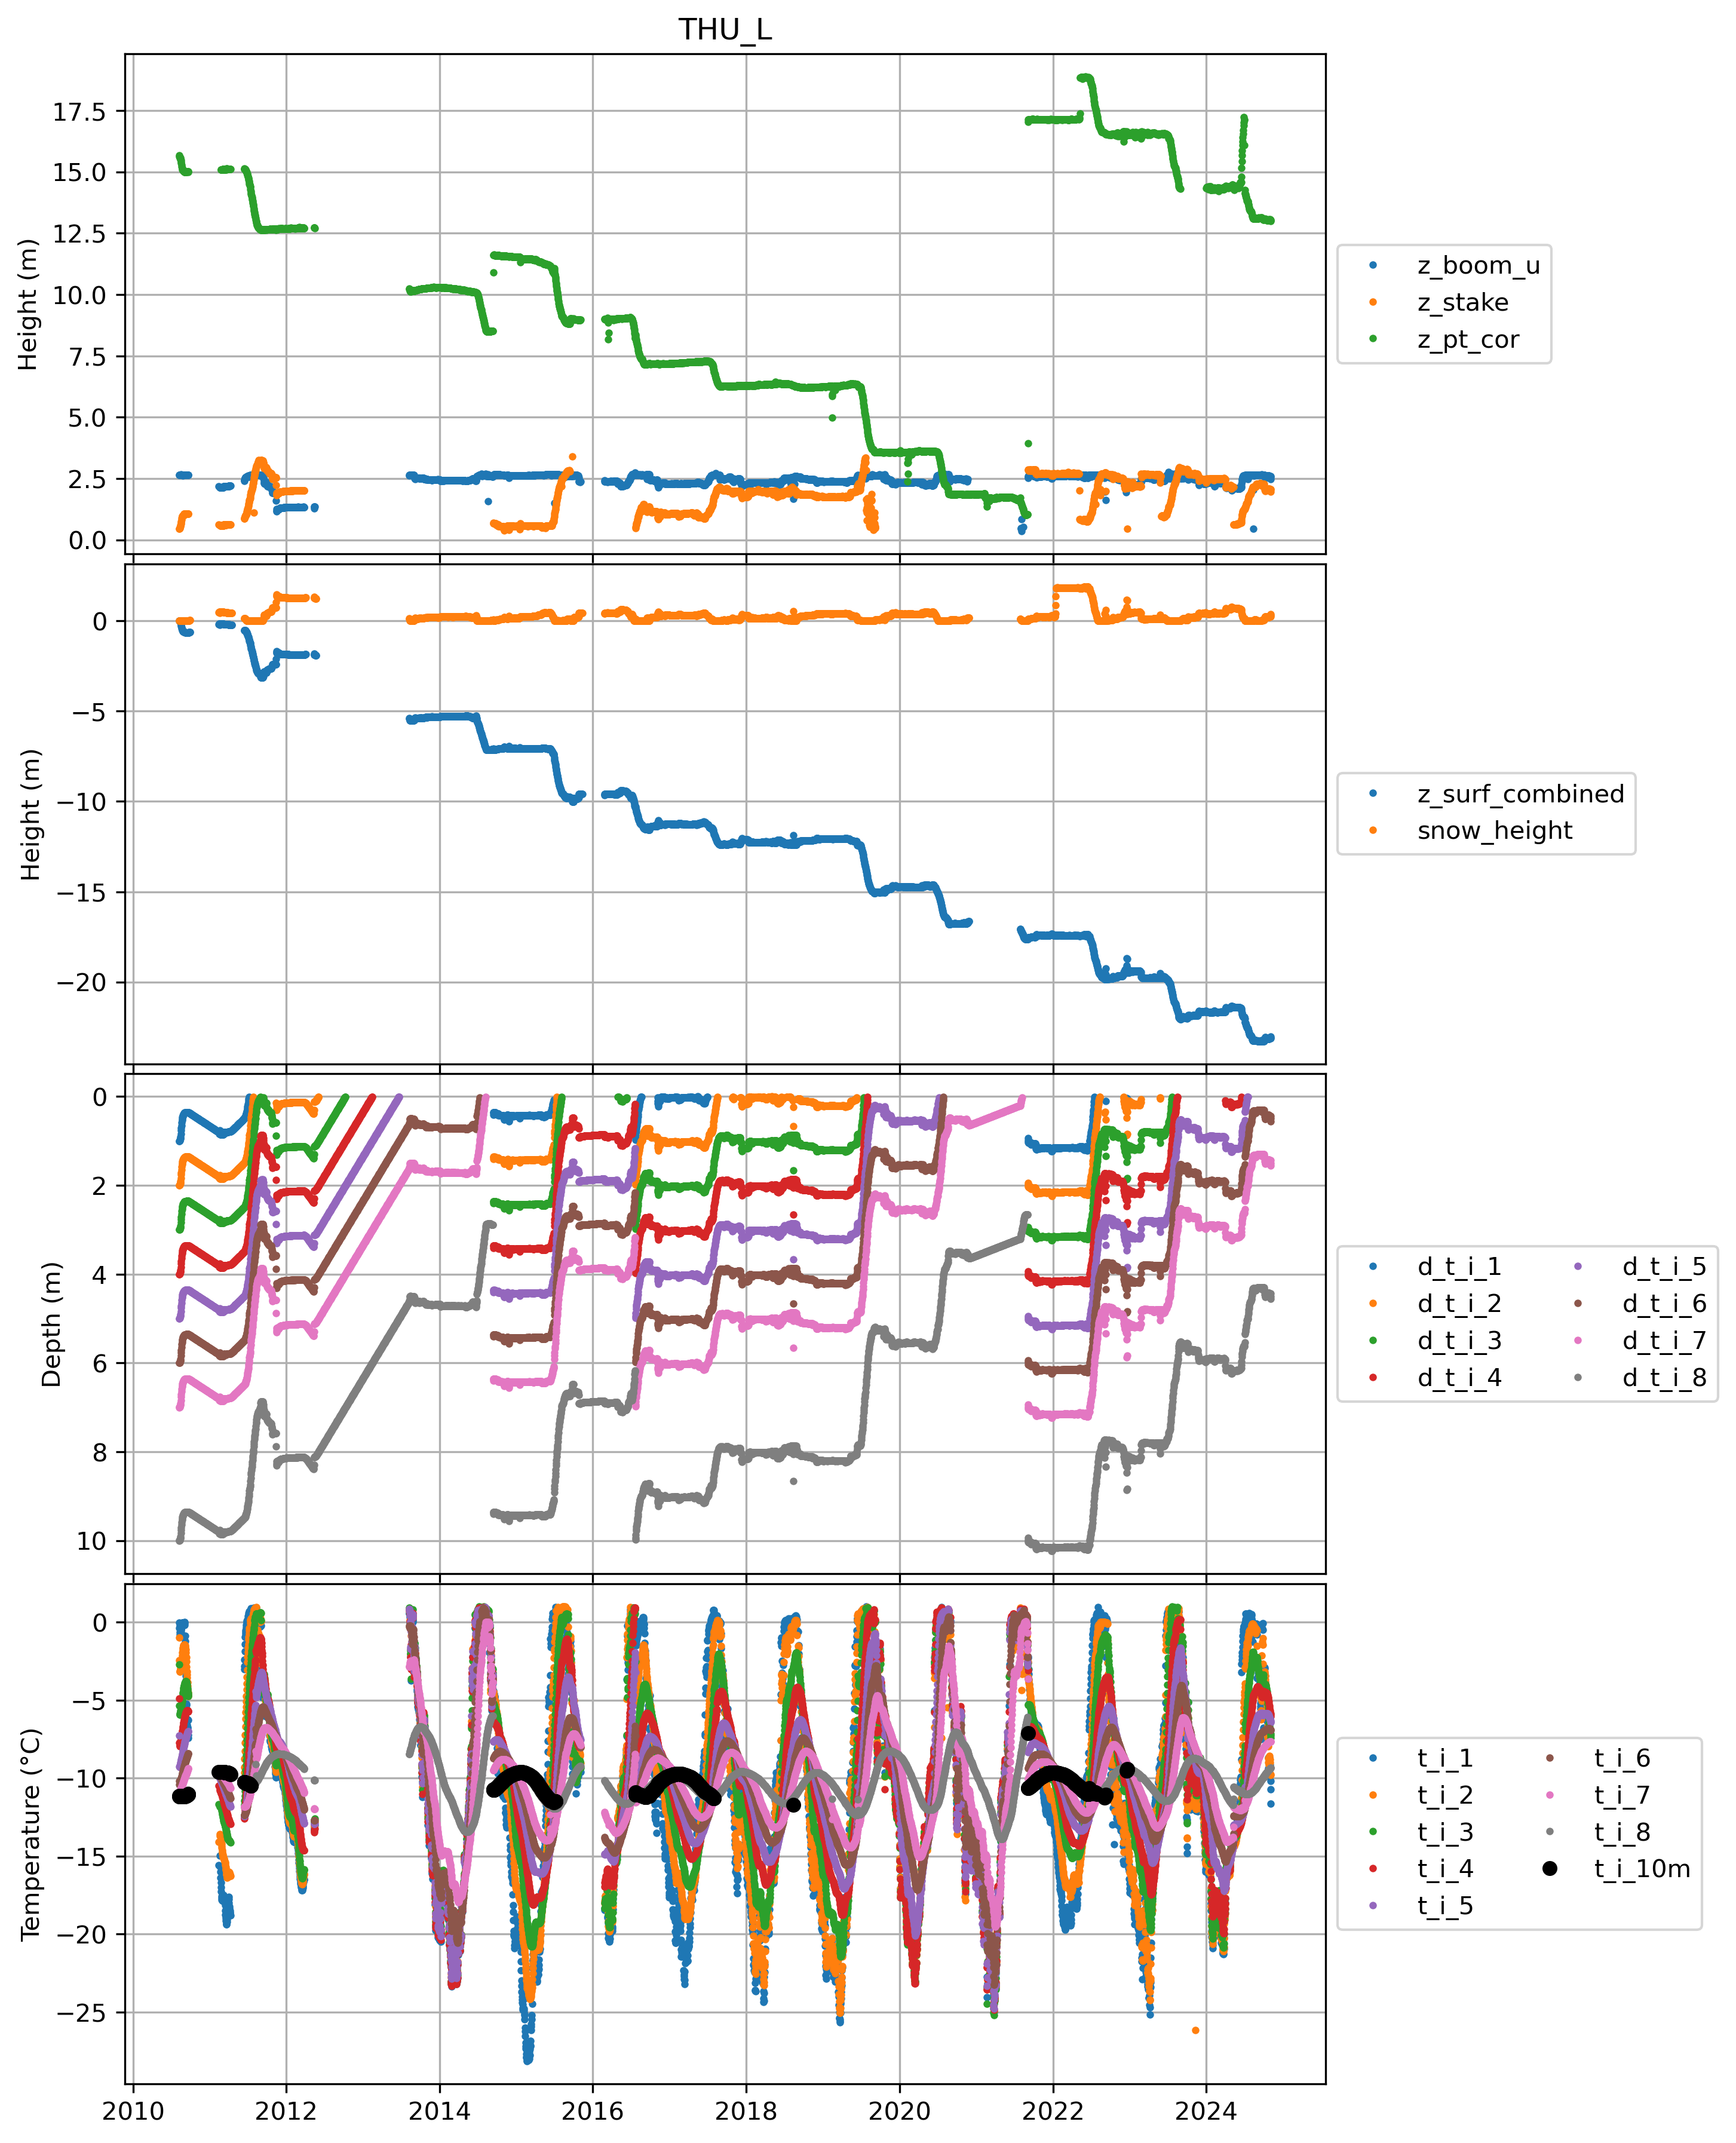 THU_L
17.5
15.0
12.5
10.0
7.5
5.0
2.5
0.0
Height (m)
z_boom_u
z_stake
z_pt_cor
0
−5
−10
−15
−20
Height (m)
z_surf_combined
snow_height
0
2
4
6
8
10
Depth (m)
d_t_i_1
d_t_i_2
d_t_i_3
d_t_i_4
d_t_i_5
d_t_i_6
d_t_i_7
d_t_i_8
0
−5
−10
−15
−20
−25
Temperature (°C)
t_i_1
t_i_2
t_i_3
t_i_4
t_i_5
t_i_6
t_i_7
t_i_8
t_i_10m
2010 2012 2014 2016 2018 2020 2022 2024